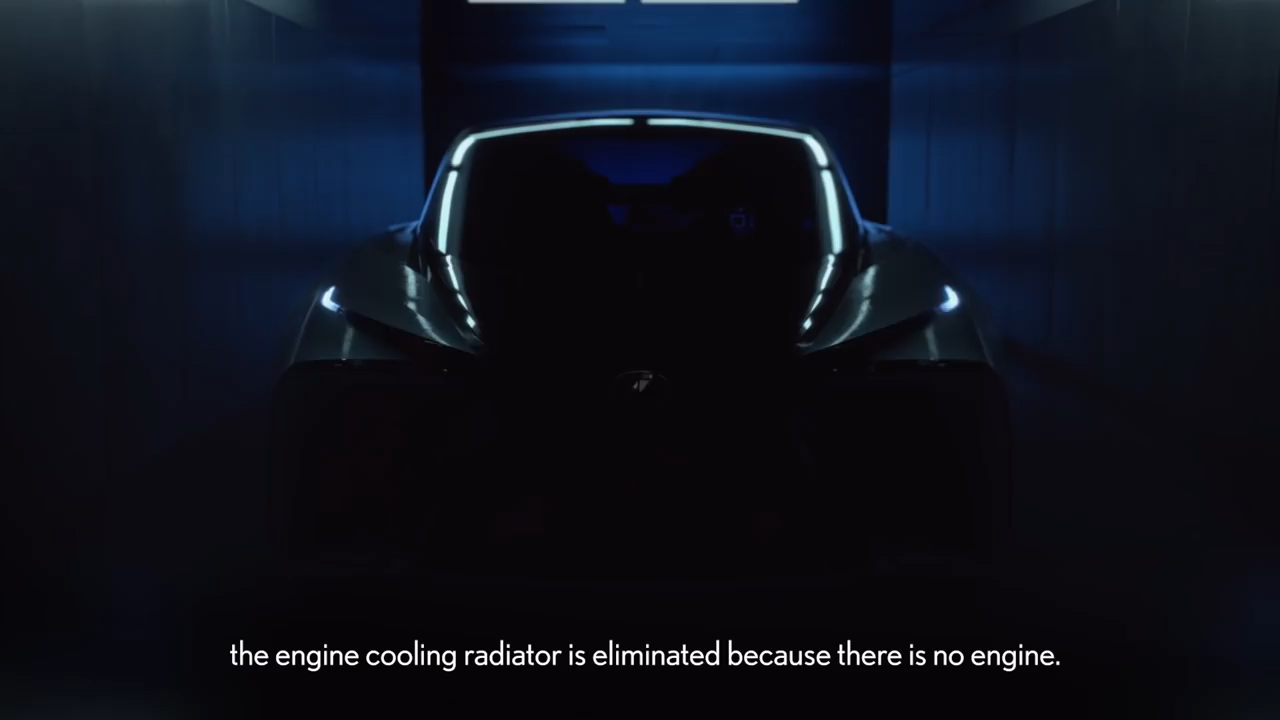 the engine cooling radiator is eliminated because there is no engine.